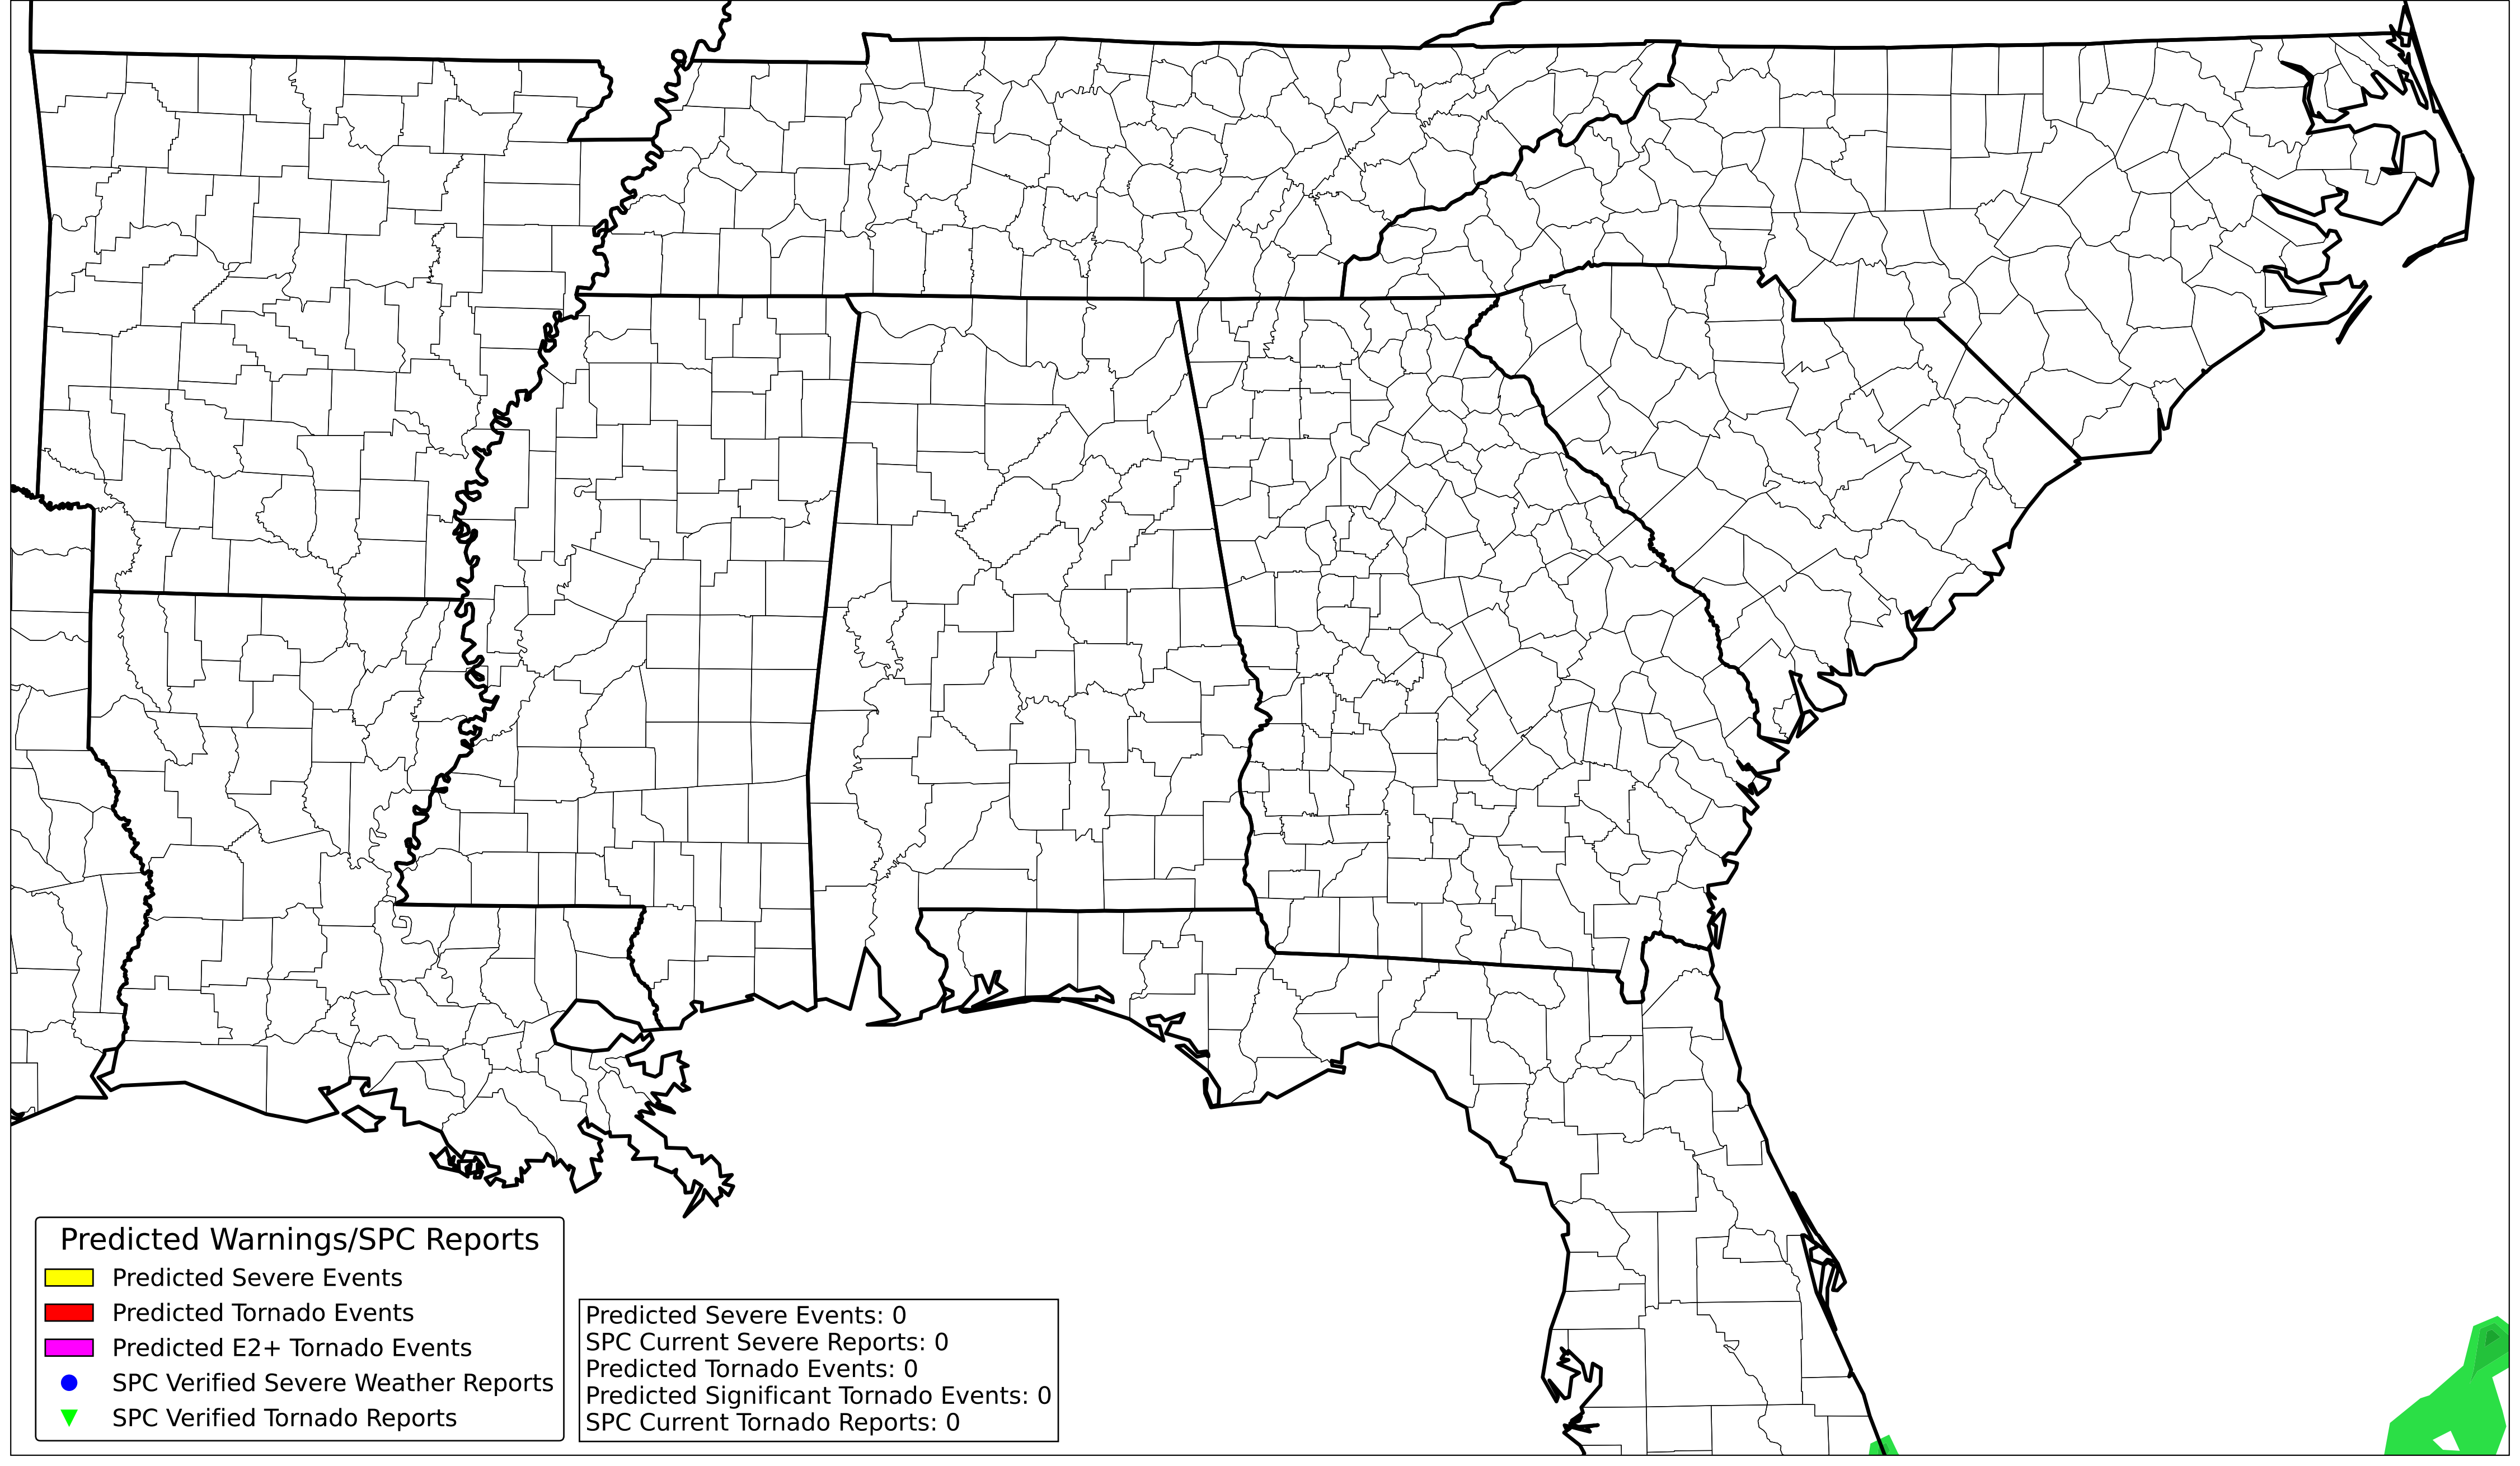 Predicted Warnings/SPC Reports
Predicted Severe Events
Predicted Tornado Events
Predicted E2+ Tornado Events
SPC Verified Severe Weather Reports
SPC Verified Tornado Reports
Predicted Severe Events: 0
SPC Current Severe Reports: 0
Predicted Tornado Events: 0
Predicted Significant Tornado Events: 0
SPC Current Tornado Reports: 0